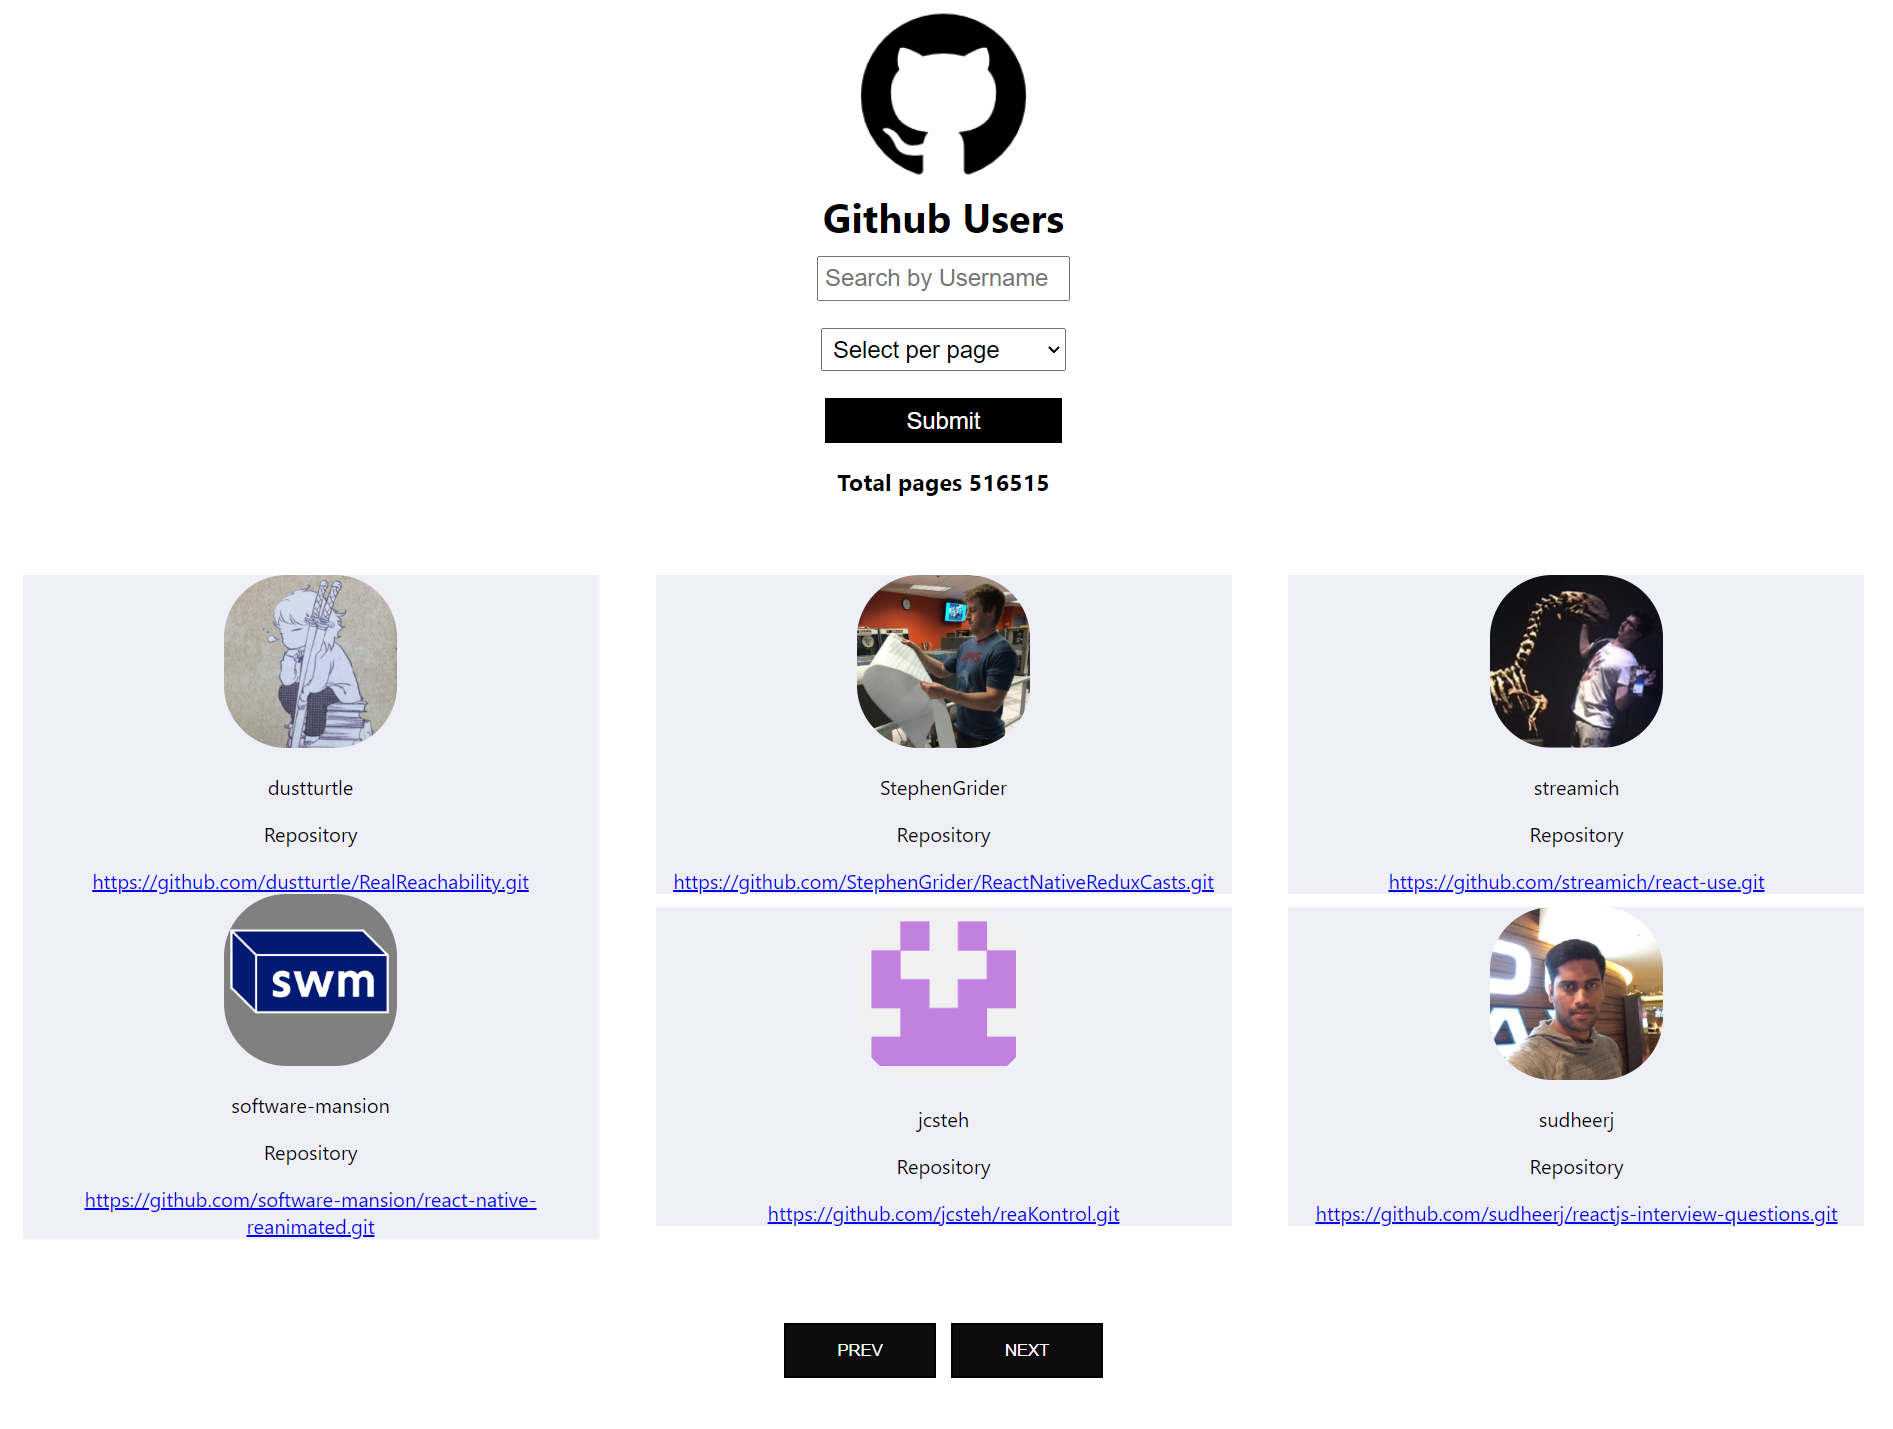 Github Users
Search by Username
Select per page
Submit
Total pages 516515
dustturtle
Repository
https://github.com/dustturtle/RealReachability.git
StephenGrider
Repository
https://github.com/StephenGrider/ReactNativeReduxCasts.git
streamich
Repository
https://github.com/streamich/react-use.git
swm
software-mansion
Repository
https://github.com/software-mansion/react-native-
reanimated.git
jcsteh
Repository
https://github.com/jcsteh/reaKontrol.git
sudheerj
Repository
https://github.com/sudheerj/reactjs-interview-questions.git
PREV
NEXT